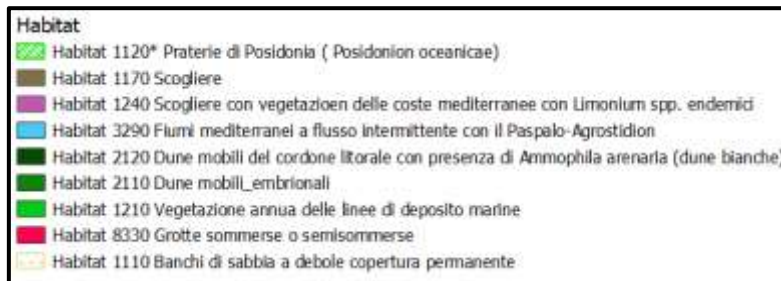 Habitat
Habitat 1120* Praterie di Posidonia ( Posidonion oceanicae)
Habitat 1170 Scogliere
Habitat 1240 Scogliere con vegetazioen delle coste mediterranee con Limonium spp. endemici
Habitat 3290 Fiumi mediterranei a flusso intermittente con il Paspalo-Agrostidion
Habitat 2120 Dune mobili del cordone litorale con presenza di Ammophila arenaria (dune bianche)
Habitat 2110 Dune mobili_embrionali
Habitat 1210 Vegetazione annua delle linee di deposito marine
Habitat 8330 Grotte sommerse o semisommerse
Habitat 1110 Banchi di sabbia a debole copertura permanente